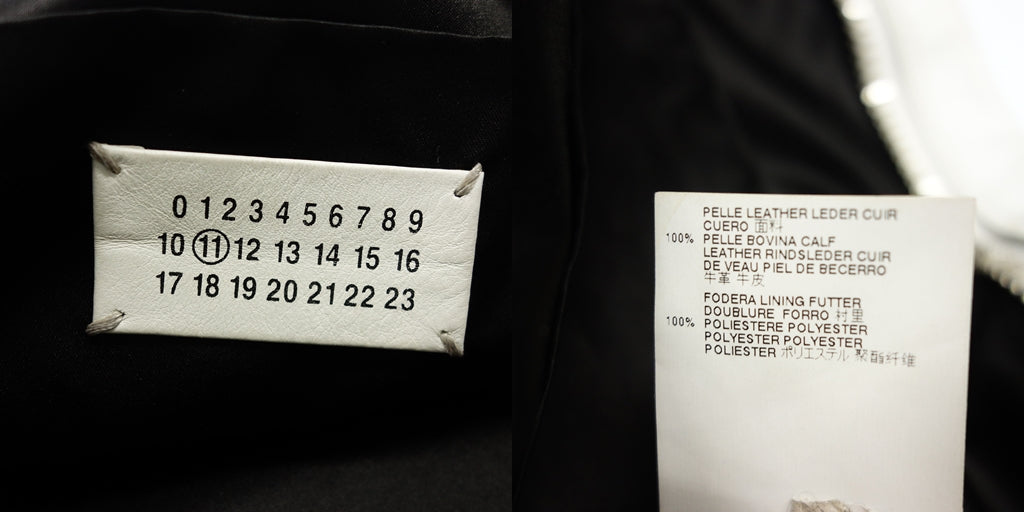 0 1 2 3 4 5 6 7 8 9
10 11 12 13 14 15 16
17 18 19 20 21 22 23
PELLE LEATHER LEDER CUIR
CUERO 面料
100% PELLE BOVINA CALF
LEATHER RINDSLEDER CUIR
DE VEAU PIEL DE BECERRO
牛革 牛皮
FODERA LINING FUTTER
DOUBLURE FORRO 村里
100% POLIESTERE POLYESTER
POLYESTER POLYESTER
POLIESTER ポリエステル 聚酯纤维